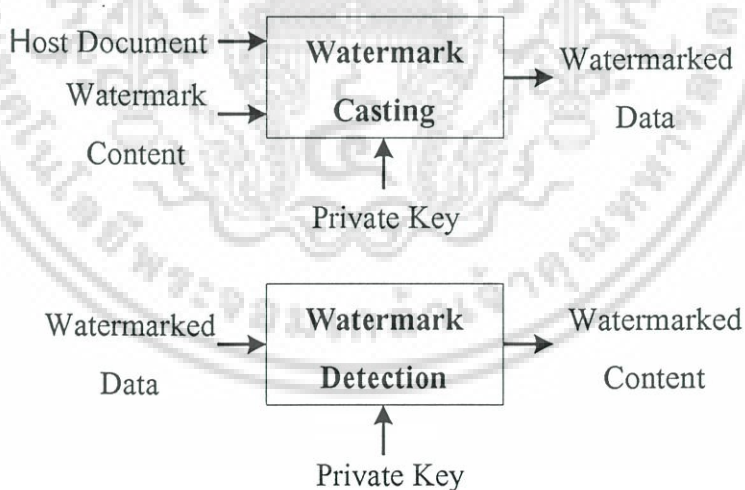 Host Document
Watermark
Content
Watermark
Casting
Watermarked
Data
Private Key
Watermarked
Data
Watermark
Detection
Watermarked
Content
Private Key